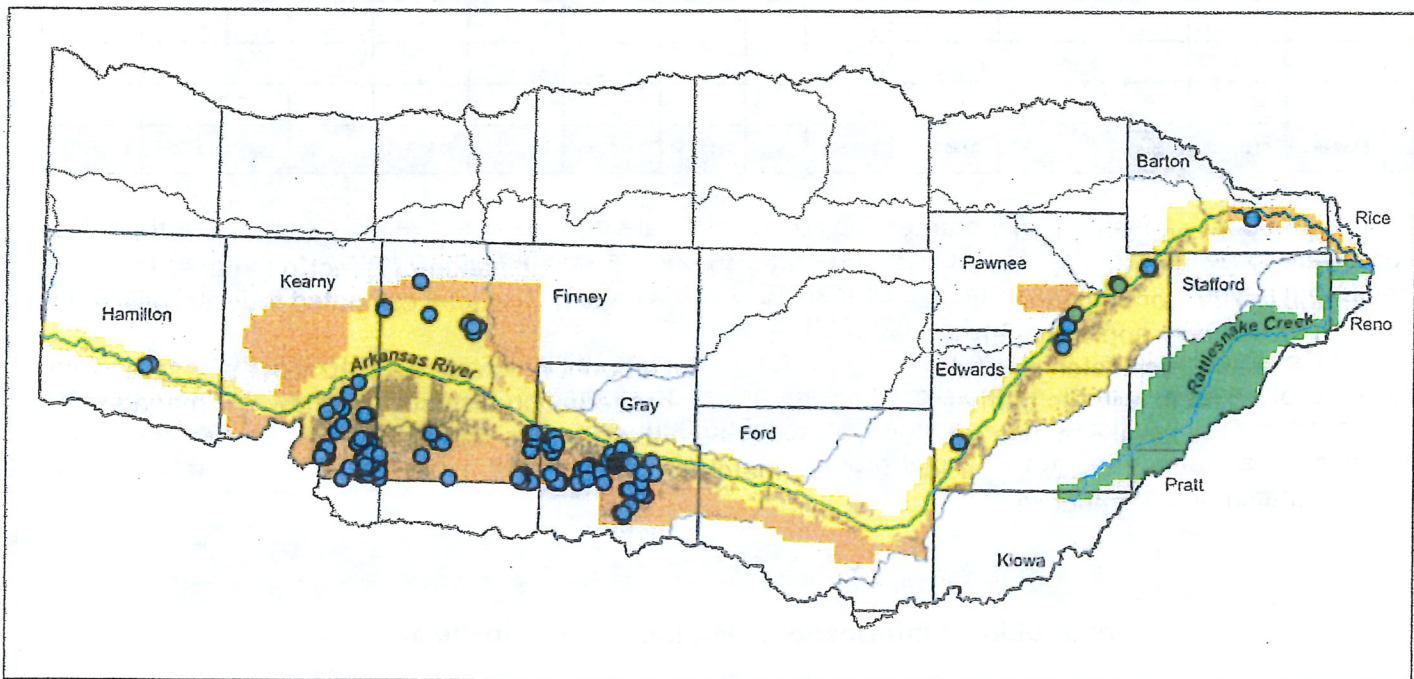 Barton
Rice
Pawnee
Kearny
Finney
Stafford
Hamilton
Rattlesnake Creek
Reno
Arkansas River
Edwards
Gray
Ford
Pratt
Kiowa